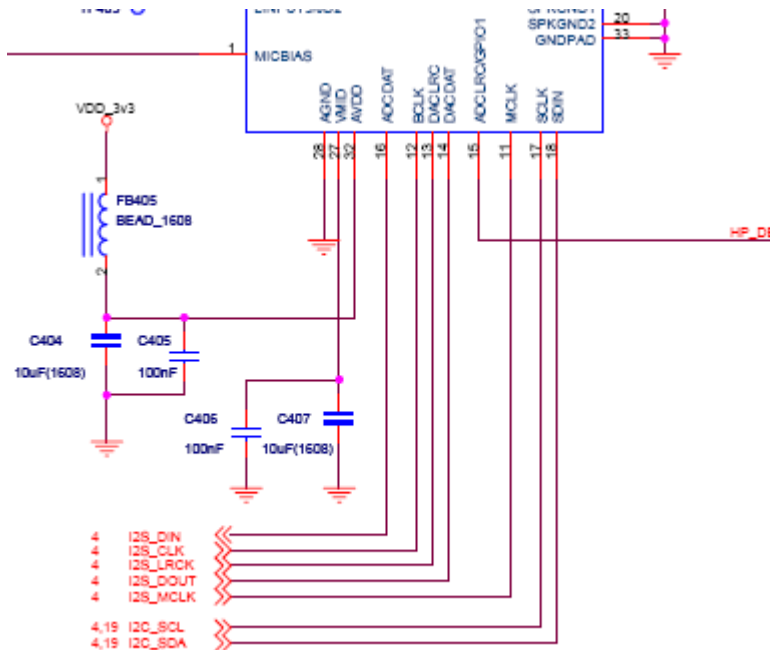 SPKGND2
20
GNDPAD
33
1
MICBIAS
AGND
VMID
AVDD
ADCDAT
BCLK
DACLRC
DACDAT
ADCLRC/GPIO1
MCLK
SCLK
SDIN
28
27
32
16
12
13
14
15
11
17
18
VDD_3v3
1
FB405
BEAD_1608
2
HP_DE
C404
C405
10uF(1608)
100nF
C406
C407
100nF
10uF(1608)
4 I2S_DIN
4 I2S_CLK
4 I2S_LRCK
4 I2S_DOUT
4 I2S_MCLK
4,19 I2C_SCL
4,19 I2C_SDA